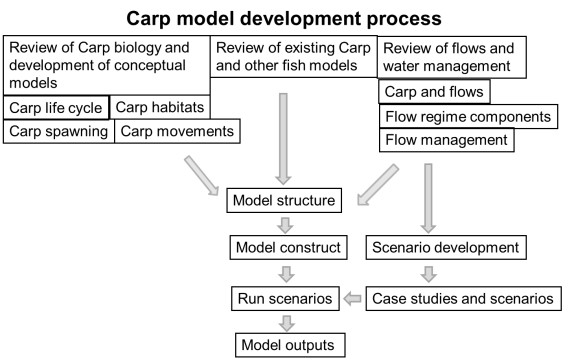 Carp model development process
Review of Carp biology and
development of conceptual
models
Carp life cycle
Carp habitats
Carp spawning
Carp movements
Review of existing Carp
and other fish models
Review of flows and
water management
Carp and flows
Flow regime components
Flow management
Model structure
Model construct
Scenario development
Run scenarios
Case studies and scenarios
Model outputs